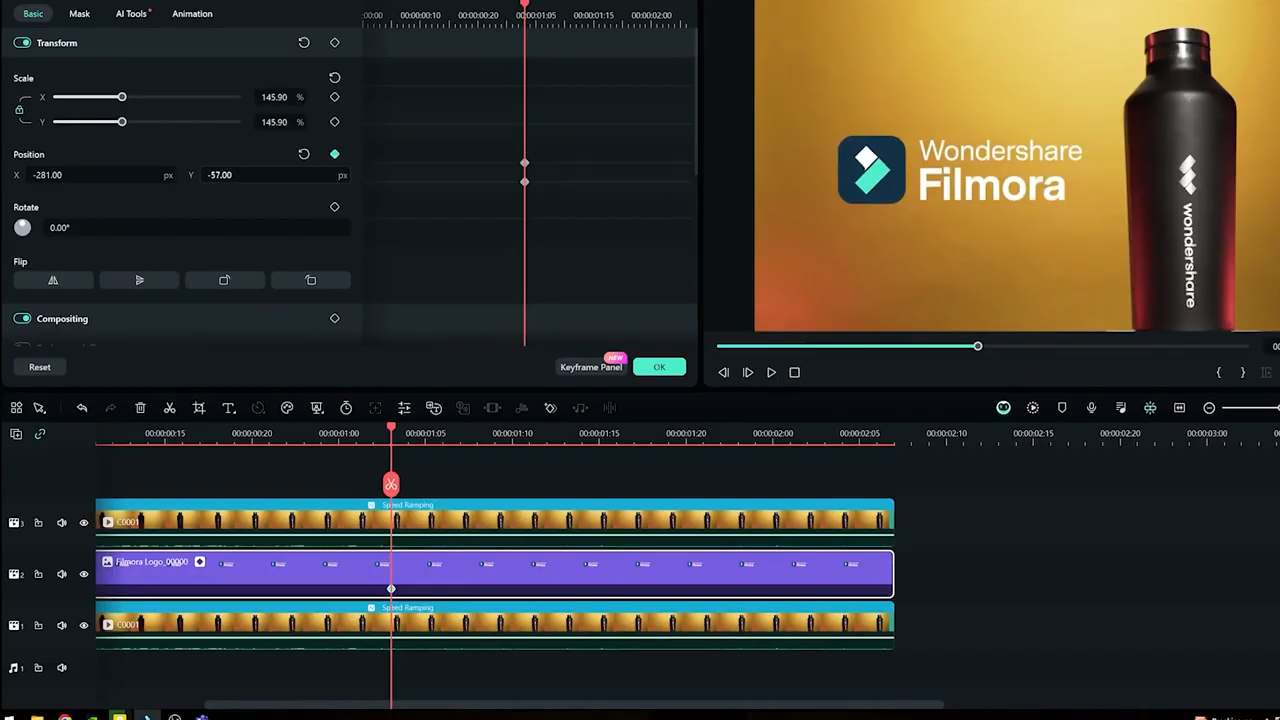 Basic Mask AI Tools Animation
:00:00 00:00:00:10 00:00:00:20 00:00:01:05 00:00:01:15 00:00:02:00
Transform
Scale
X 145.90 %
Y 145.90 %
Position
X -281.00 px Y -57.00 px
Rotate
0.00°
Flip
Compositing
Reset
NEW
Keyframe Panel
OK
Wondershare
Filmora
wondershare
00:00:00:15 00:00:00:20 00:00:01:00 00:00:01:05 00:00:01:10 00:00:01:15 00:00:01:20 00:00:02:00 00:00:02:05 00:00:02:10 00:00:02:15 00:00:02:20 00:00:03:00
Speed Ramping
3
C0001
Filmora Logo_00000
2
Speed Ramping
1
C0001
1